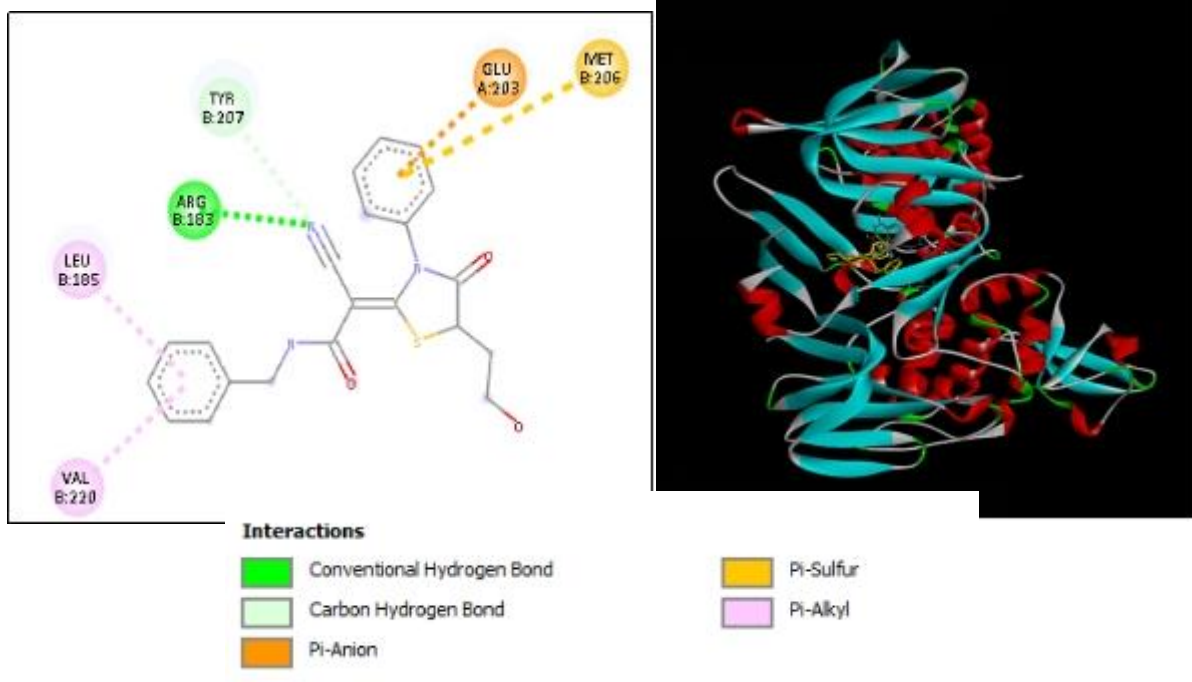 GLU
A:203
MET
B:206
TYR
B:207
ARG
B:183
LEU
B:185
VAL
B:220
N
N
O
N
O
S
O
Interactions
Conventional Hydrogen Bond
Pi-Sulfur
Carbon Hydrogen Bond
Pi-Alkyl
Pi-Anion